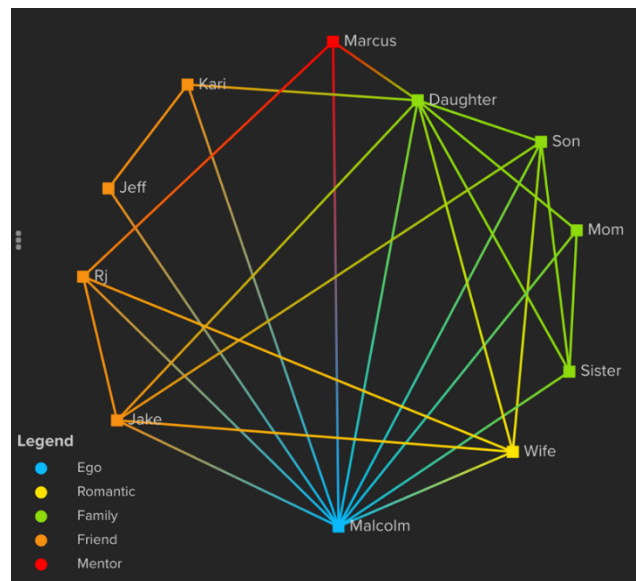 Marcus
Kari
Daughter
Son
Jeff
Mom
Rj
Sister
Jake
Wife
Malcolm
Legend
Ego
Romantic
Family
Friend
Mentor